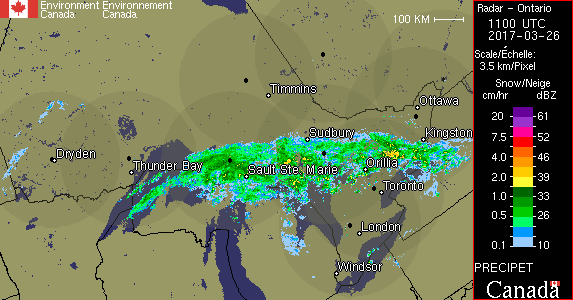 Environment Environnement
Canada Canada
100 KM
Timmins
Ottawa
Sudbury
Kingston
Dryden
Thunder Bay
Sault Ste. Marie
Orillia
Toronto
London
Windsor
Radar - Ontario
1100 UTC
2017-03-26
Scale/Échelle:
3.5 km/Pixel
Snow/Neige
cm/hr dBZ
20 61
7.5 52
4.0 46
2.0 39
1.0 33
0.5 26
0.1 10
PRECIPET
Canada